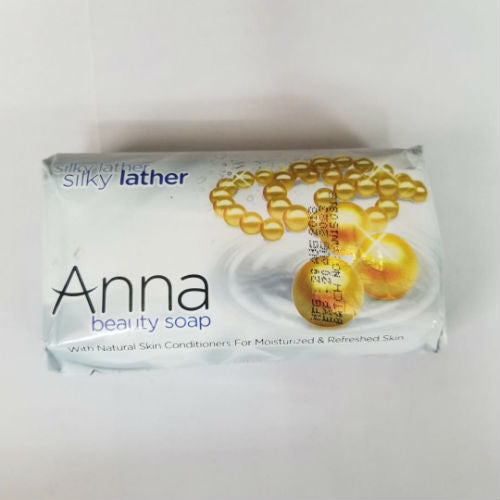 silky lather
silky lather
Anna
beauty soap
With Natural Skin Conditioners For Moisturized & Refreshed Skin